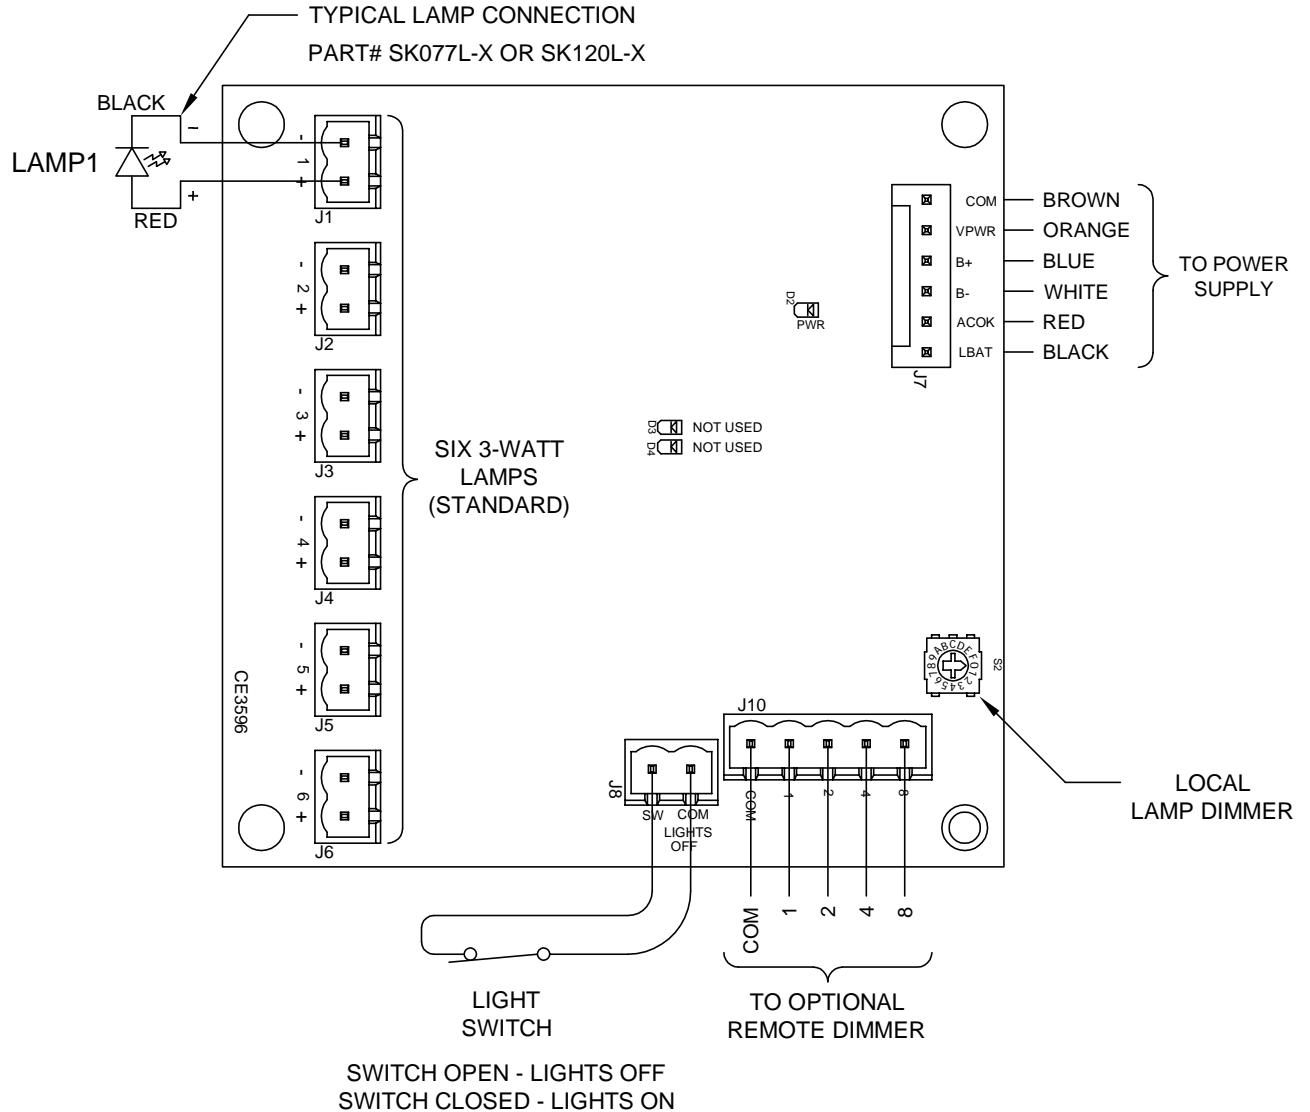 TYPICAL LAMP CONNECTION
PART# SK077L-X OR SK120L-X
BLACK
LAMP1
RED
−
+
- 1 +
J1
- 2 +
J2
- 3 +
J3
- 4 +
J4
- 5 +
J5
- 6 +
J6
SIX 3-WATT
LAMPS
(STANDARD)
CE3596
D2
PWR
D3 NOT USED
D4 NOT USED
COM BROWN
VPWR ORANGE
B+ BLUE
B- WHITE
ACOK RED
LBAT BLACK
J7
TO POWER
SUPPLY
0123456789ABCDEF
S2
LOCAL
LAMP DIMMER
J10
COM 1 2 4 8
COM 1 2 4 8
TO OPTIONAL
REMOTE DIMMER
J8
SW COM
LIGHTS
OFF
LIGHT
SWITCH
SWITCH OPEN - LIGHTS OFF
SWITCH CLOSED - LIGHTS ON